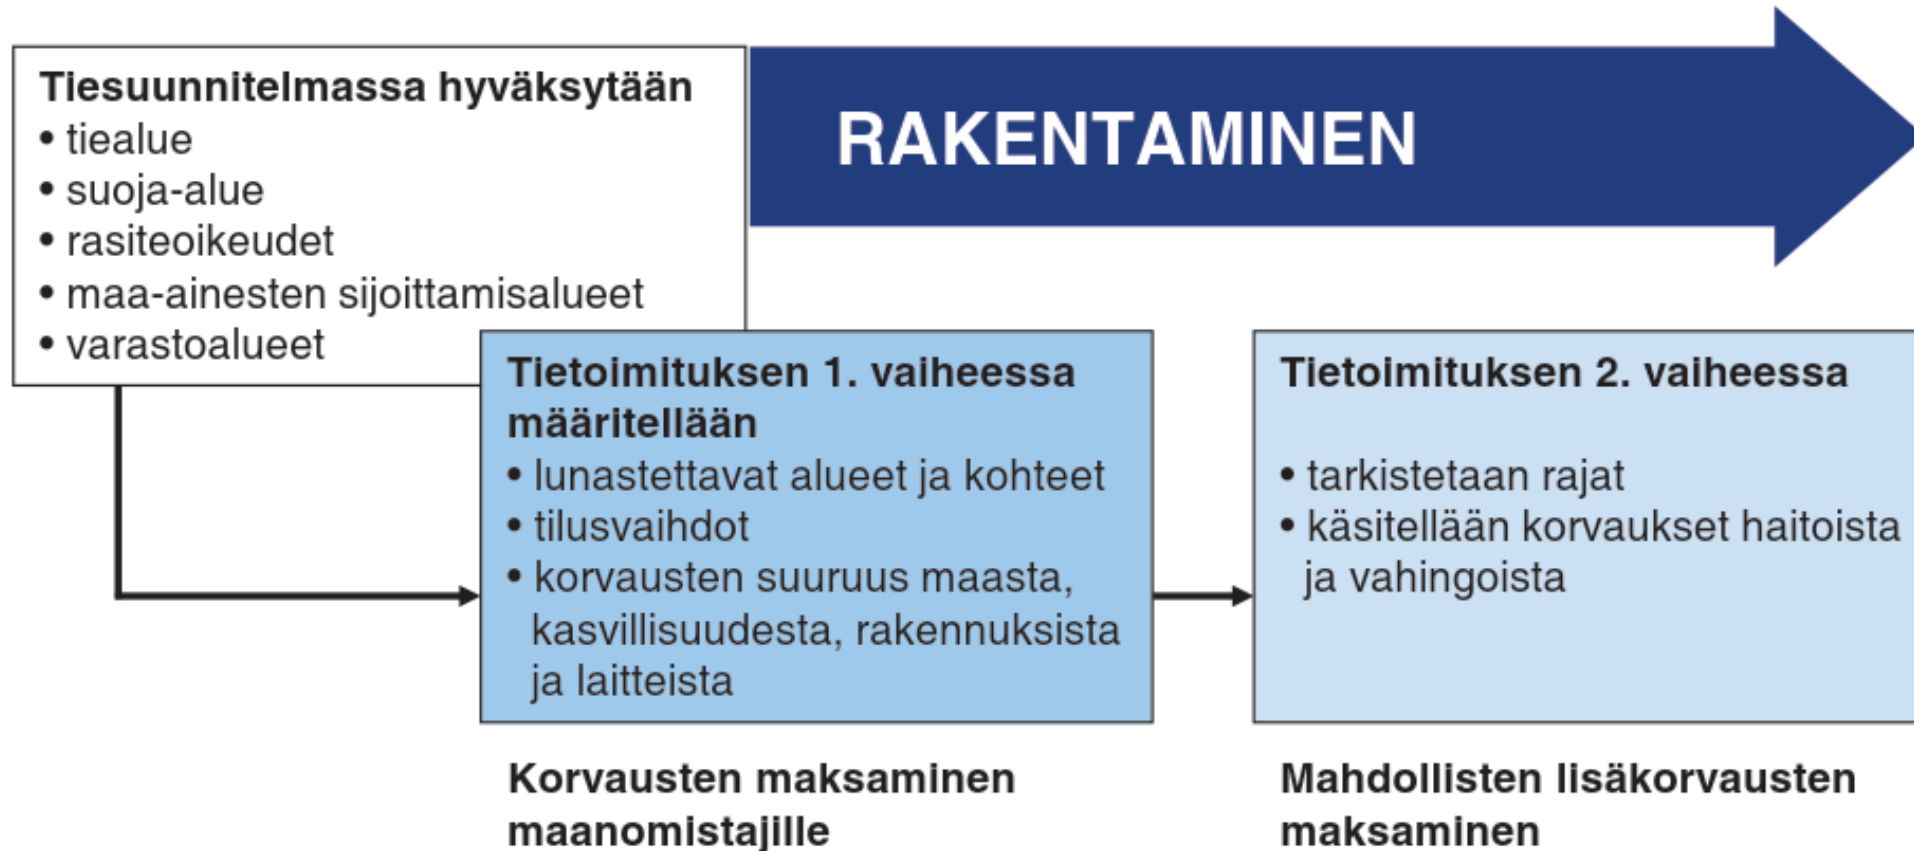 Tiesuunnitelmassa hyväksytään
• tiealue
• suoja-alue
• rasiteoikeudet
• maa-ainesten sijoittamisalueet
• varastoalueet
RAKENTAMINEN
Tietoimituksen 1. vaiheessa
määritellään
• lunastettavat alueet ja kohteet
• tilusvaihdot
• korvausten suuruus maasta,
kasvillisuudesta, rakennuksista
ja laitteista
Korvausten maksaminen
maanomistajille
Tietoimituksen 2. vaiheessa
• tarkistetaan rajat
• käsitellään korvaukset haitoista
ja vahingoista
Mahdollisten lisäkorvausten
maksaminen